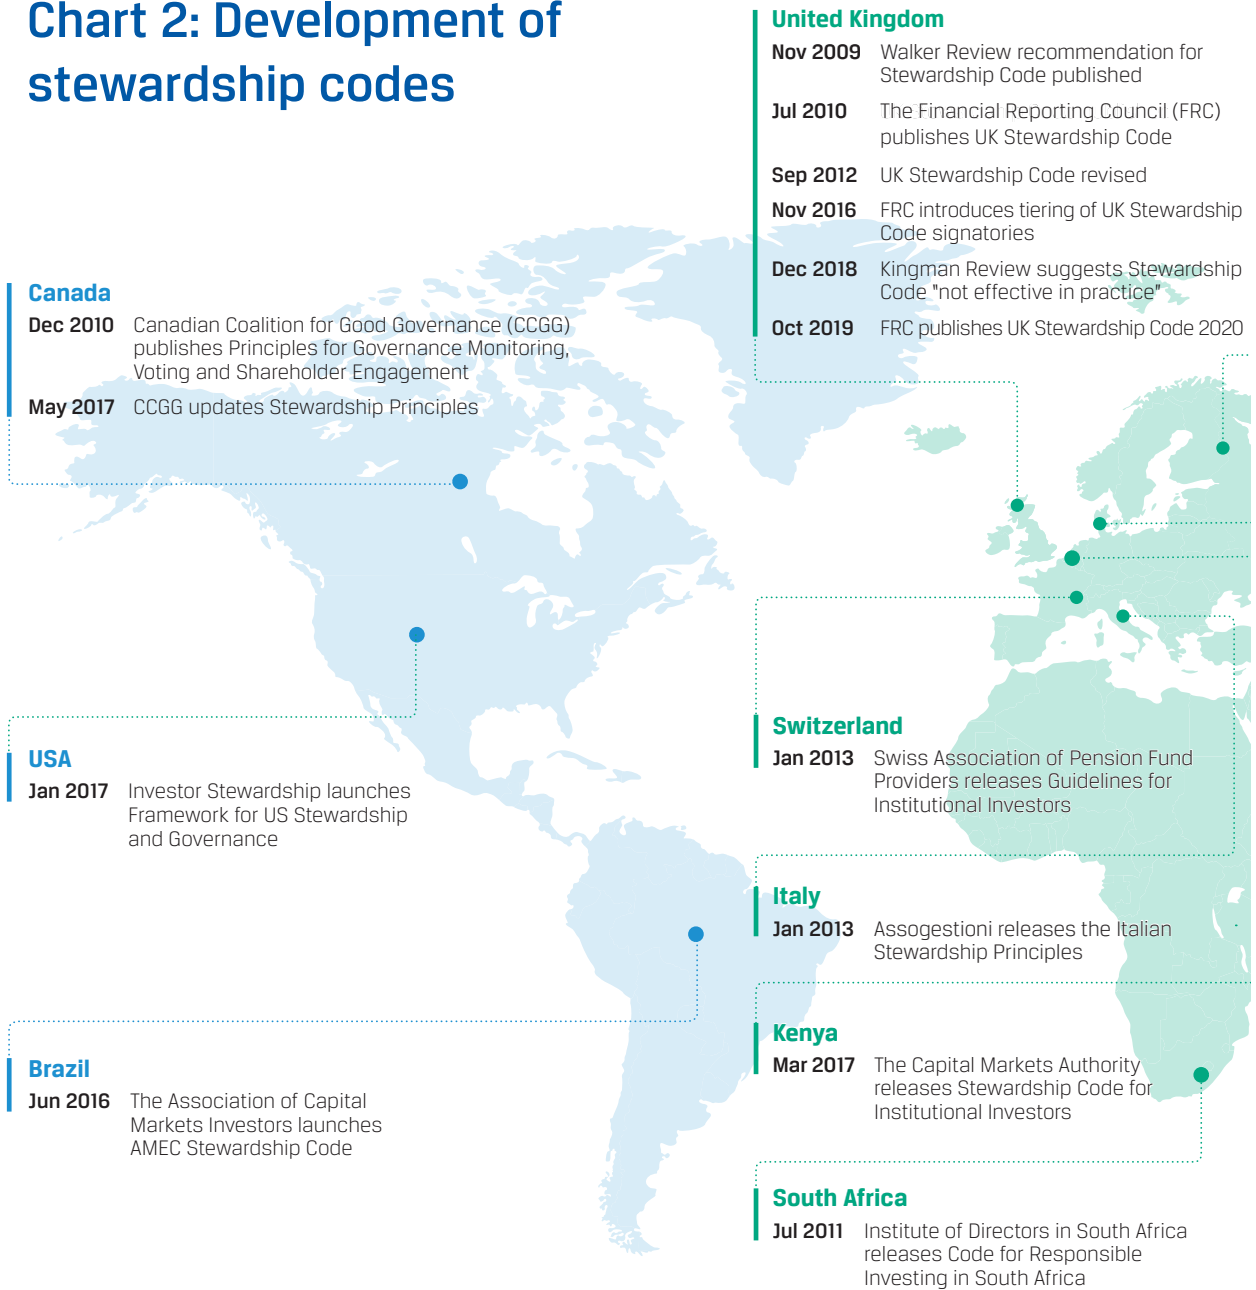 Chart 2: Development of
stewardship codes
Canada
Dec 2010 Canadian Coalition for Good Governance (CCGG)
publishes Principles for Governance Monitoring,
Voting and Shareholder Engagement
May 2017 CCGG updates Stewardship Principles
USA
Jan 2017 Investor Stewardship launches
Framework for US Stewardship
and Governance
Brazil
Jun 2016 The Association of Capital
Markets Investors launches
AMEC Stewardship Code
United Kingdom
Nov 2009 Walker Review recommendation for
Stewardship Code published
Jul 2010 The Financial Reporting Council (FRC)
publishes UK Stewardship Code
Sep 2012 UK Stewardship Code revised
Nov 2016 FRC introduces tiering of UK Stewardship
Code signatories
Dec 2018 Kingman Review suggests Stewardship
Code "not effective in practice"
Oct 2019 FRC publishes UK Stewardship Code 2020
Switzerland
Jan 2013 Swiss Association of Pension Fund
Providers releases Guidelines for
Institutional Investors
Italy
Jan 2013 Assogestioni releases the Italian
Stewardship Principles
Kenya
Mar 2017 The Capital Markets Authority
releases Stewardship Code for
Institutional Investors
South Africa
Jul 2011 Institute of Directors in South Africa
releases Code for Responsible
Investing in South Africa